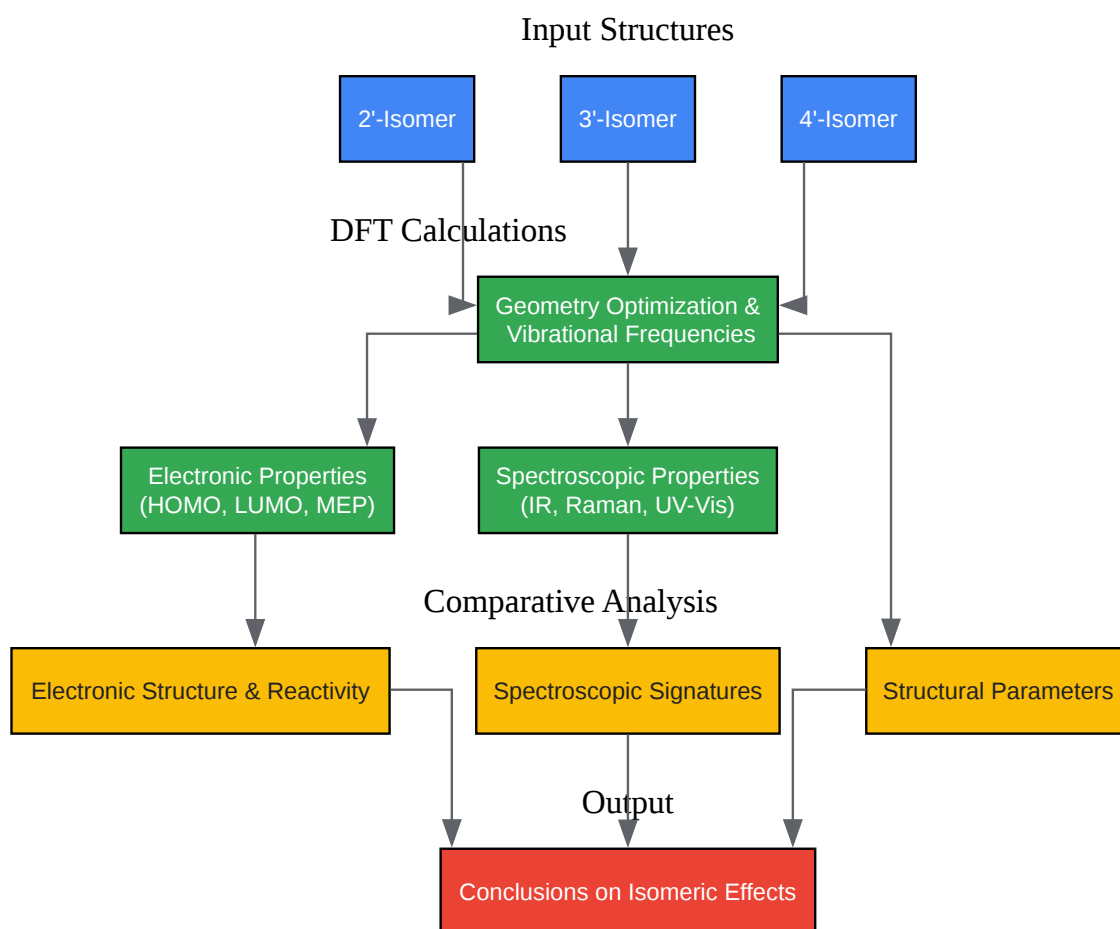 Input Structures
2'-Isomer
3'-Isomer
4'-Isomer
DFT Calculations
Geometry Optimization &
Vibrational Frequencies
Electronic Properties
(HOMO, LUMO, MEP)
Spectroscopic Properties
(IR, Raman, UV-Vis)
Comparative Analysis
Electronic Structure & Reactivity
Spectroscopic Signatures
Structural Parameters
Output
Conclusions on Isomeric Effects